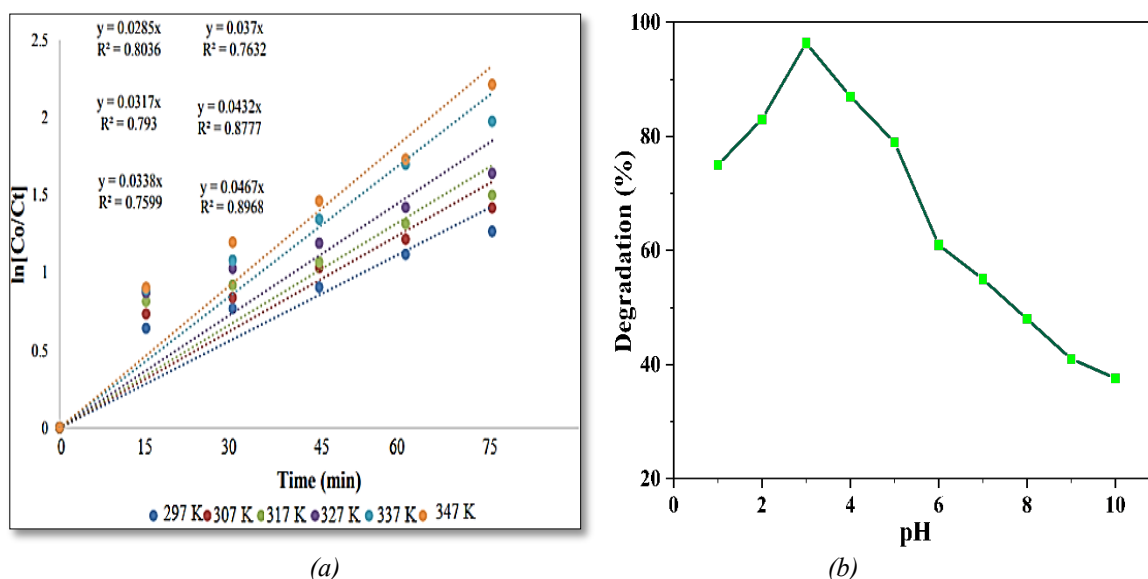 y = 0.0285x
R² = 0.8036
y = 0.037x
R² = 0.7632
y = 0.0317x
R² = 0.793
y = 0.0432x
R² = 0.8777
y = 0.0338x
R² = 0.7599
y = 0.0467x
R² = 0.8968
ln[Co/Ct]
2.5
2
1.5
1
0.5
0
0 15 30 45 60 75
Time (min)
297 K 307 K 317 K 327 K 337 K 347 K
(a)
Degradation (%)
100
80
60
40
20
0 2 4 6 8 10
pH
(b)